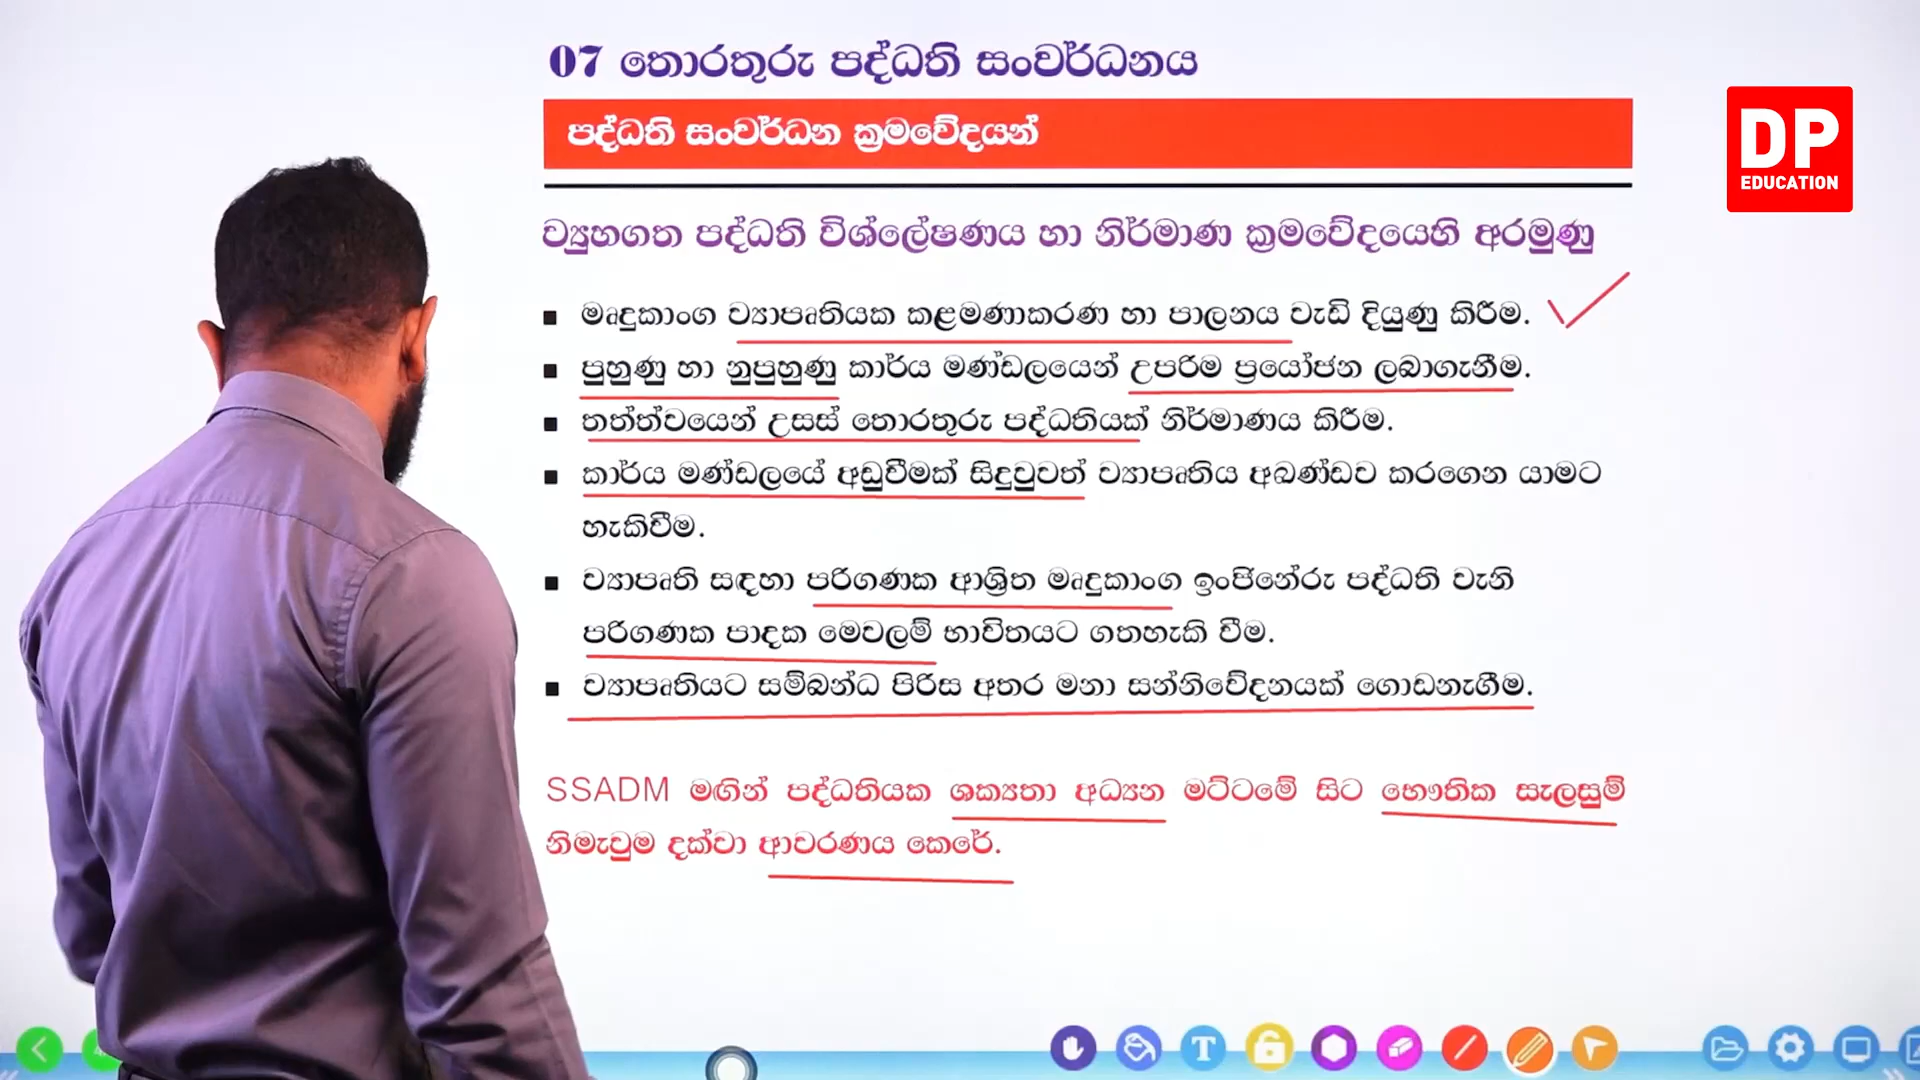 07 තොරතුරු පද්ධති සංවර්ධනය
DP
EDUCATION
පද්ධති සංවර්ධන ක්‍රමවේදයන්
ව්‍යුහගත පද්ධති විශ්ලේෂණය හා නිර්මාණ ක්‍රමවේදයෙහි අරමුණු
▪ මෘදුකාංග ව්‍යාපෘතියක කළමණාකරණ හා පාලනය වැඩි දියුණු කිරීම.
▪ පුහුණු හා නුපුහුණු කාර්ය මණ්ඩලයෙන් උපරිම ප්‍රයෝජන ලබාගැනීම.
▪ තත්ත්වයෙන් උසස් තොරතුරු පද්ධතියක් නිර්මාණය කිරීම.
▪ කාර්ය මණ්ඩලයේ අඩුවීමක් සිදුවුවත් ව්‍යාපෘතිය අඛණ්ඩව කරගෙන යාමට
හැකිවීම.
▪ ව්‍යාපෘති සඳහා පරිගණක ආශ්‍රිත මෘදුකාංග ඉංජිනේරු පද්ධති වැනි
පරිගණක පාදක මෙවලම් භාවිතයට ගතහැකි වීම.
▪ ව්‍යාපෘතියට සම්බන්ධ පිරිස අතර මනා සන්නිවේදනයක් ගොඩනැගීම.
SSADM මඟින් පද්ධතියක ශක්‍යතා අධ්‍යන මට්ටමේ සිට භෞතික සැලසුම්
නිමැවුම දක්වා ආවරණය කෙරේ.